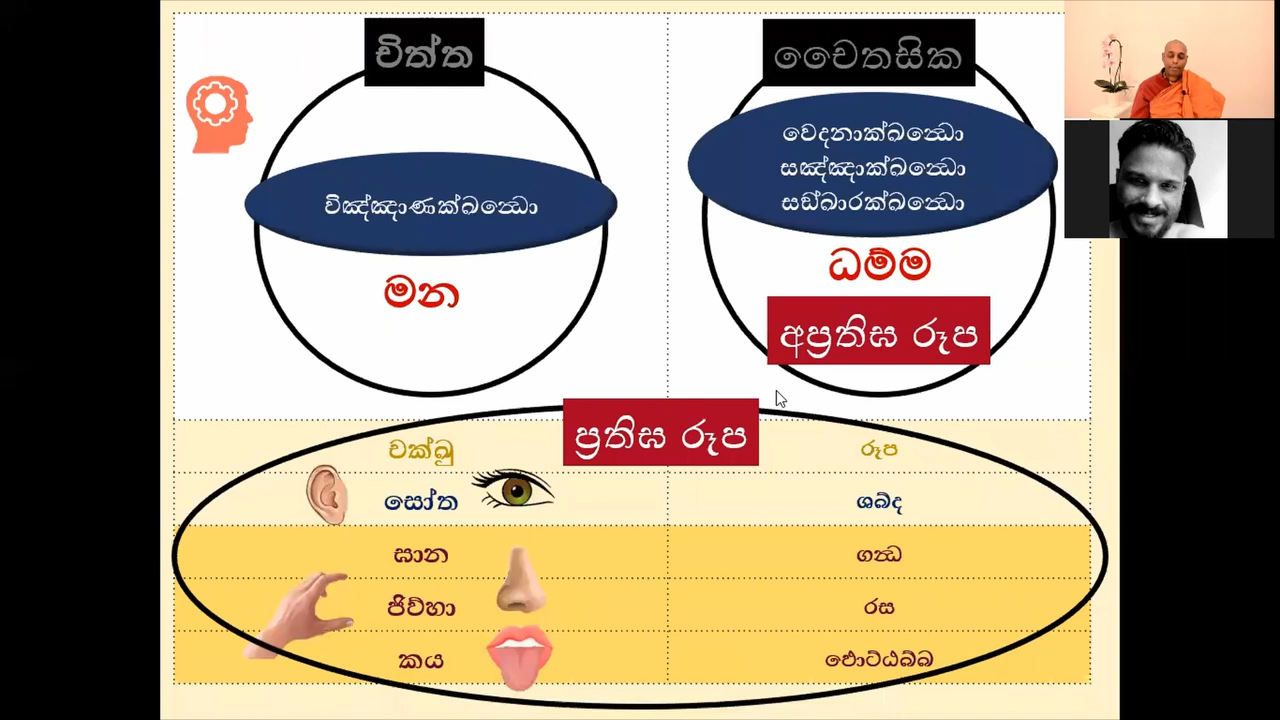 චිත්ත
චෛතසික
විඤ්ඤාණක්ඛන්ධො
වෙදනාක්ඛන්ධො
සඤ්ඤාක්ඛන්ධො
සඞ්ඛාරක්ඛන්ධො
මන
ධම්ම
අප්‍රතිඝ රූප
ප්‍රතිඝ රූප
චක්ඛු
රූප
සෝත
ශබ්ද
ඝාන
ගන්ධ
ජිව්හා
රස
කය
ඵොට්ඨබ්බ